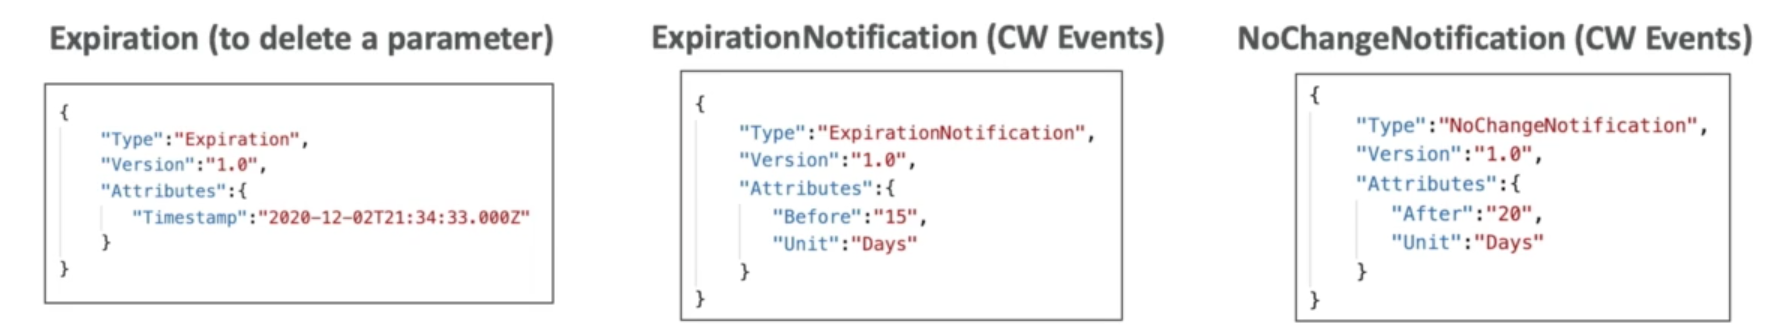 Expiration (to delete a parameter)
{
"Type":"Expiration",
"Version":"1.0",
"Attributes":{
"Timestamp":"2020-12-02T21:34:33.000Z"
}
}
ExpirationNotification (CW Events)
{
"Type":"ExpirationNotification",
"Version":"1.0",
"Attributes":{
"Before":"15",
"Unit":"Days"
}
}
NoChangeNotification (CW Events)
{
"Type":"NoChangeNotification",
"Version":"1.0",
"Attributes":{
"After":"20",
"Unit":"Days"
}
}